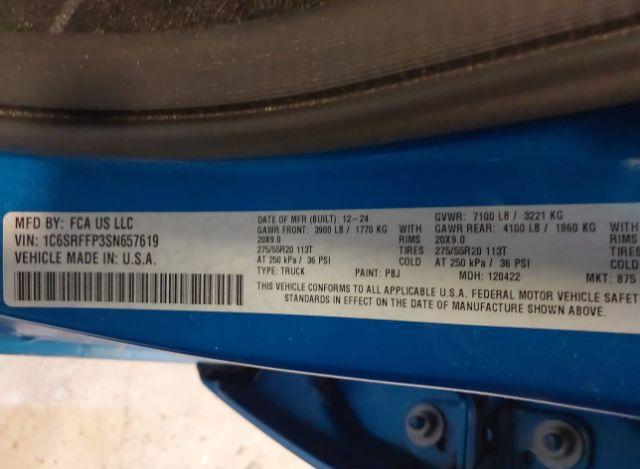 MFD BY: FCA US LLC
VIN: 1C6SRFFP3SN657619
VEHICLE MADE IN: U.S.A.
DATE OF MFR (BUILT): 12-24
GAWR FRONT: 3900 LB / 1770 KG WITH
20X9.0 RIMS
275/55R20 113T TIRES
AT 250 kPa / 36 PSI COLD
GVWR: 7100 LB / 3221 KG
GAWR REAR: 4100 LB / 1860 KG WITH
20X9.0 RIMS
275/55R20 113T TIRES
AT 250 kPa / 36 PSI COLD
TYPE: TRUCK PAINT: PBJ MDH: 120422 MKT: 875
THIS VEHICLE CONFORMS TO ALL APPLICABLE U.S.A. FEDERAL MOTOR VEHICLE SAFET
STANDARDS IN EFFECT ON THE DATE OF MANUFACTURE SHOWN ABOVE.